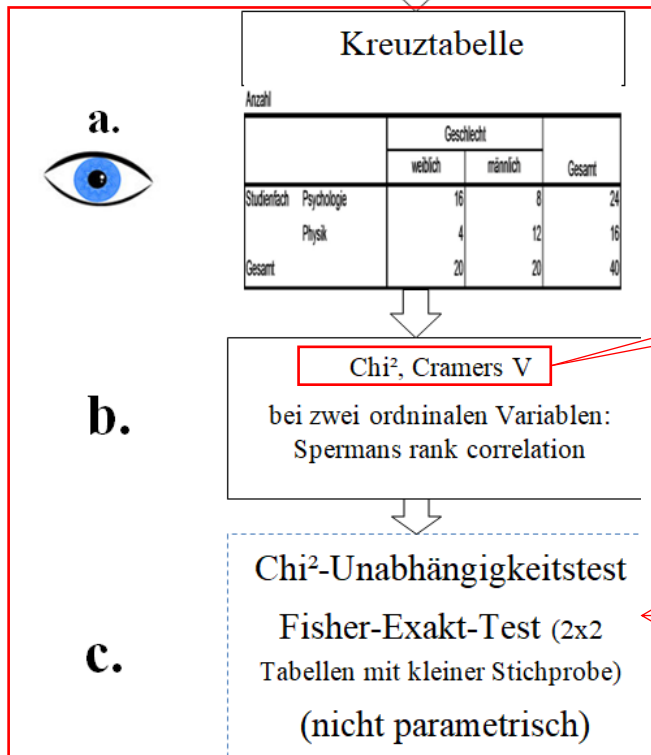 Kreuztabelle
a.
Anzahl
Geschlecht
weiblich männlich Gesamt
Studienfach Psychologie 16 8 24
Physik 4 12 16
Gesamt 20 20 40
b.
Chi², Cramers V
bei zwei ordninalen Variablen:
Spermans rank correlation
c.
Chi²-Unabhängigkeitstest
Fisher-Exakt-Test (2x2
Tabellen mit kleiner Stichprobe)
(nicht parametrisch)